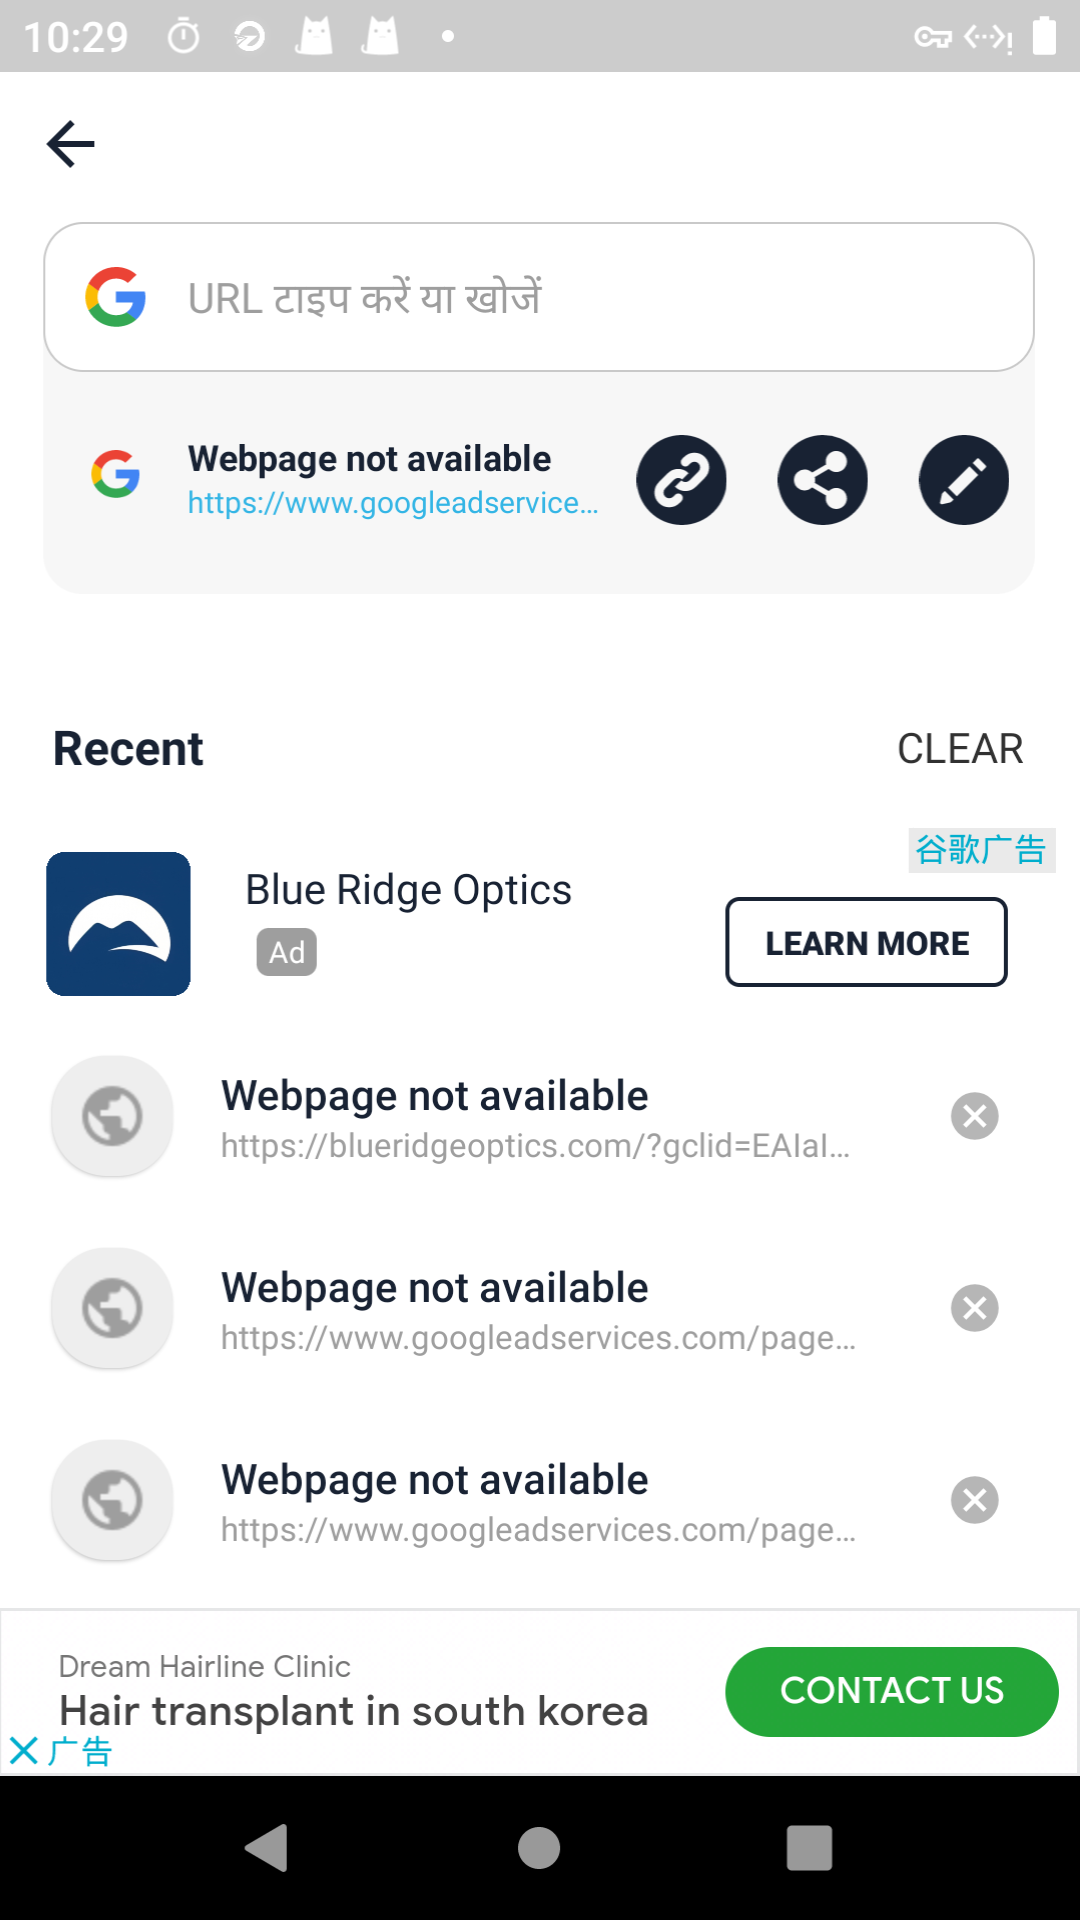 10:29
URL टाइप करें या खोजें
Webpage not available
https://www.googleadservice...
Recent
CLEAR
谷歌广告
Blue Ridge Optics
Ad
LEARN MORE
Webpage not available
https://blueridgeoptics.com/?gclid=EAIaI...
Webpage not available
https://www.googleadservices.com/page...
Webpage not available
https://www.googleadservices.com/page...
Dream Hairline Clinic
Hair transplant in south korea
CONTACT US
广告